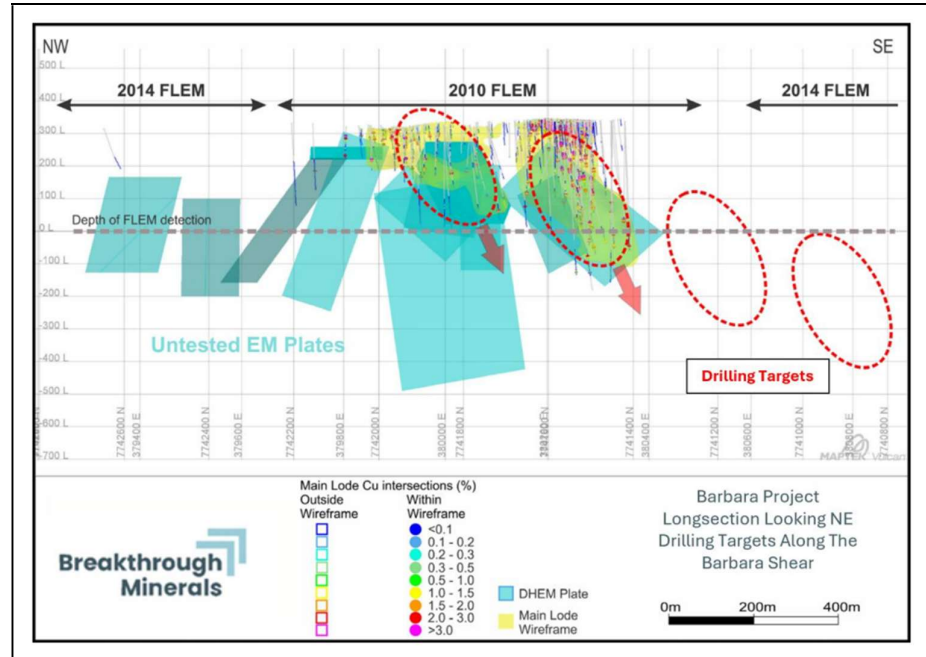 NW
SE
500 L
2014 FLEM
2010 FLEM
2014 FLEM
400 L
300 L
200 L
100 L
Depth of FLEM detection
0 L
-100 L
-200 L
-300 L
Untested EM Plates
-400 L
Drilling Targets
-500 L
-600 L
-700 L
7742600 N
379400 E
7742400 N
379600 E
7742200 N
379800 E
7742000 N
380000 E
7741800 N
7741400 N
380400 E
7741200 N
380600 E
7741000 N
7740800 N
MAPTEK Vulcan
Main Lode Cu intersections (%)
Outside Wireframe
Within Wireframe
<0.1
0.1 - 0.2
0.2 - 0.3
0.3 - 0.5
0.5 - 1.0
1.0 - 1.5
1.5 - 2.0
2.0 - 3.0
>3.0
DHEM Plate
Main Lode
Wireframe
Breakthrough
Minerals
Barbara Project
Longsection Looking NE
Drilling Targets Along The
Barbara Shear
0m 200m 400m